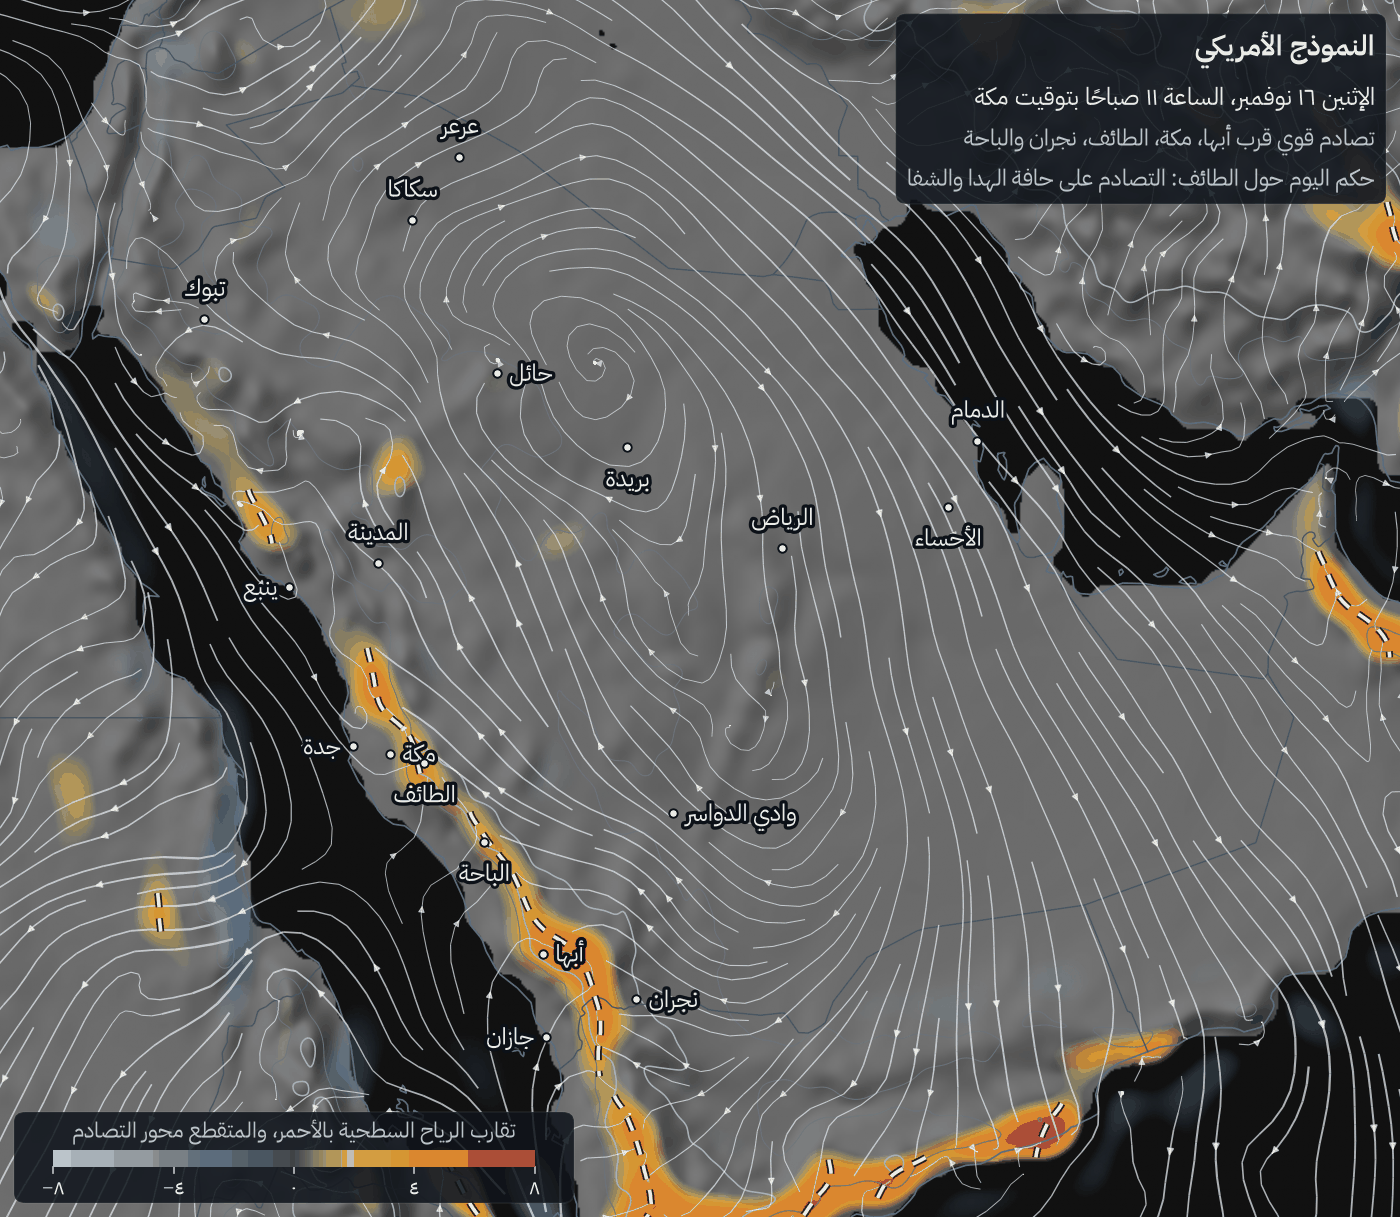 النموذج الأمريكي
الإثنين ١٦ نوفمبر، الساعة ١١ صباحًا بتوقيت مكة
تصادم قوي قرب أبها، مكة، الطائف، نجران والباحة
حكم اليوم حول الطائف: التصادم على حافة الهدا والشفا
عرعر
سكاكا
تبوك
حائل
الدمام
بريدة
الرياض
المدينة
الأحساء
ينبع
جدة
مكة
الطائف
وادي الدواسر
الباحة
أبها
نجران
جازان
تقارب الرياح السطحية بالأحمر، والمتقطع محور التصادم
−٨ −٤ ٠ ٤ ٨